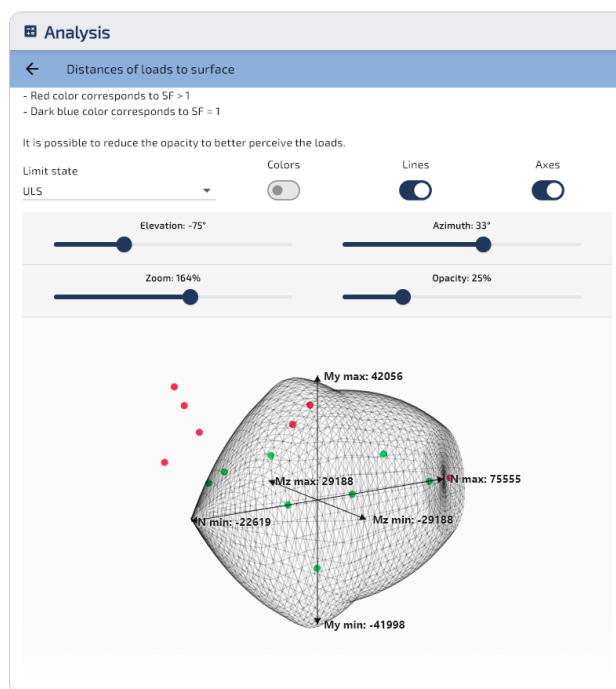 Analysis
Distances of loads to surface
- Red color corresponds to SF > 1
- Dark blue color corresponds to SF = 1
It is possible to reduce the opacity to better perceive the loads.
Limit state
ULS
Colors
Lines
Axes
Elevation: -75°
Azimuth: 33°
Zoom: 164%
Opacity: 25%
My max: 42056
Mz max: 29188
N max: 75555
N min: -22619
Mz min: -29188
My min: -41998